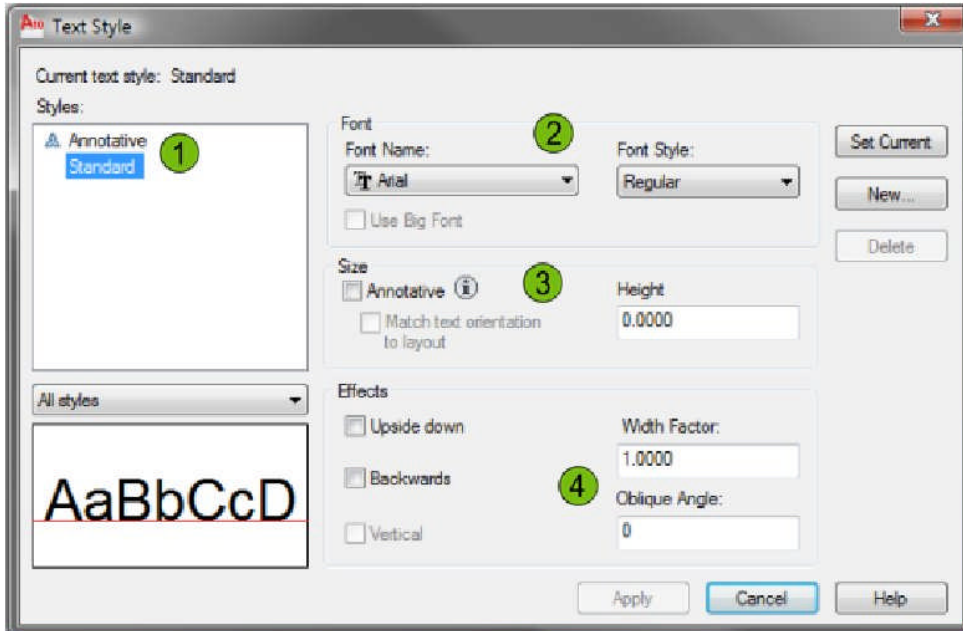 Text Style
Current text style: Standard
Styles:
Annotative
Standard
1
Font
2
Font Name:
Font Style:
Arial
Regular
Use Big Font
Set Current
New...
Delete
Size
3
Annotative
Height
Match text orientation
to layout
0.0000
All styles
AaBbCcD
Effects
Upside down
Width Factor:
1.0000
Backwards
4
Oblique Angle:
Vertical
0
Apply
Cancel
Help